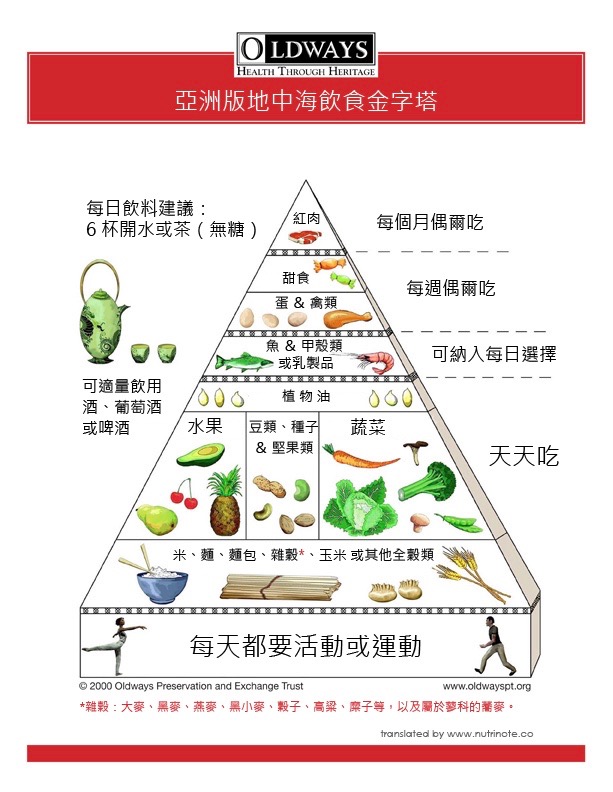 OLDWAYS
HEALTH THROUGH HERITAGE
亞洲版地中海飲食金字塔
每日飲料建議：
6 杯開水或茶（無糖）
紅肉
每個月偶爾吃
甜食
每週偶爾吃
蛋 & 禽類
魚 & 甲殼類
或乳製品
可納入每日選擇
可適量飲用
酒、葡萄酒
或啤酒
植 物 油
水果
豆類、種子
& 堅果類
蔬菜
天天吃
米、麵、麵包、雜穀*、玉米 或其他全穀類
每天都要活動或運動
© 2000 Oldways Preservation and Exchange Trust
www.oldwayspt.org
*雜穀：大麥、黑麥、燕麥、黑小麥、穀子、高粱、糜子等，以及屬於蓼科的蕎麥。
translated by www.nutrinote.co